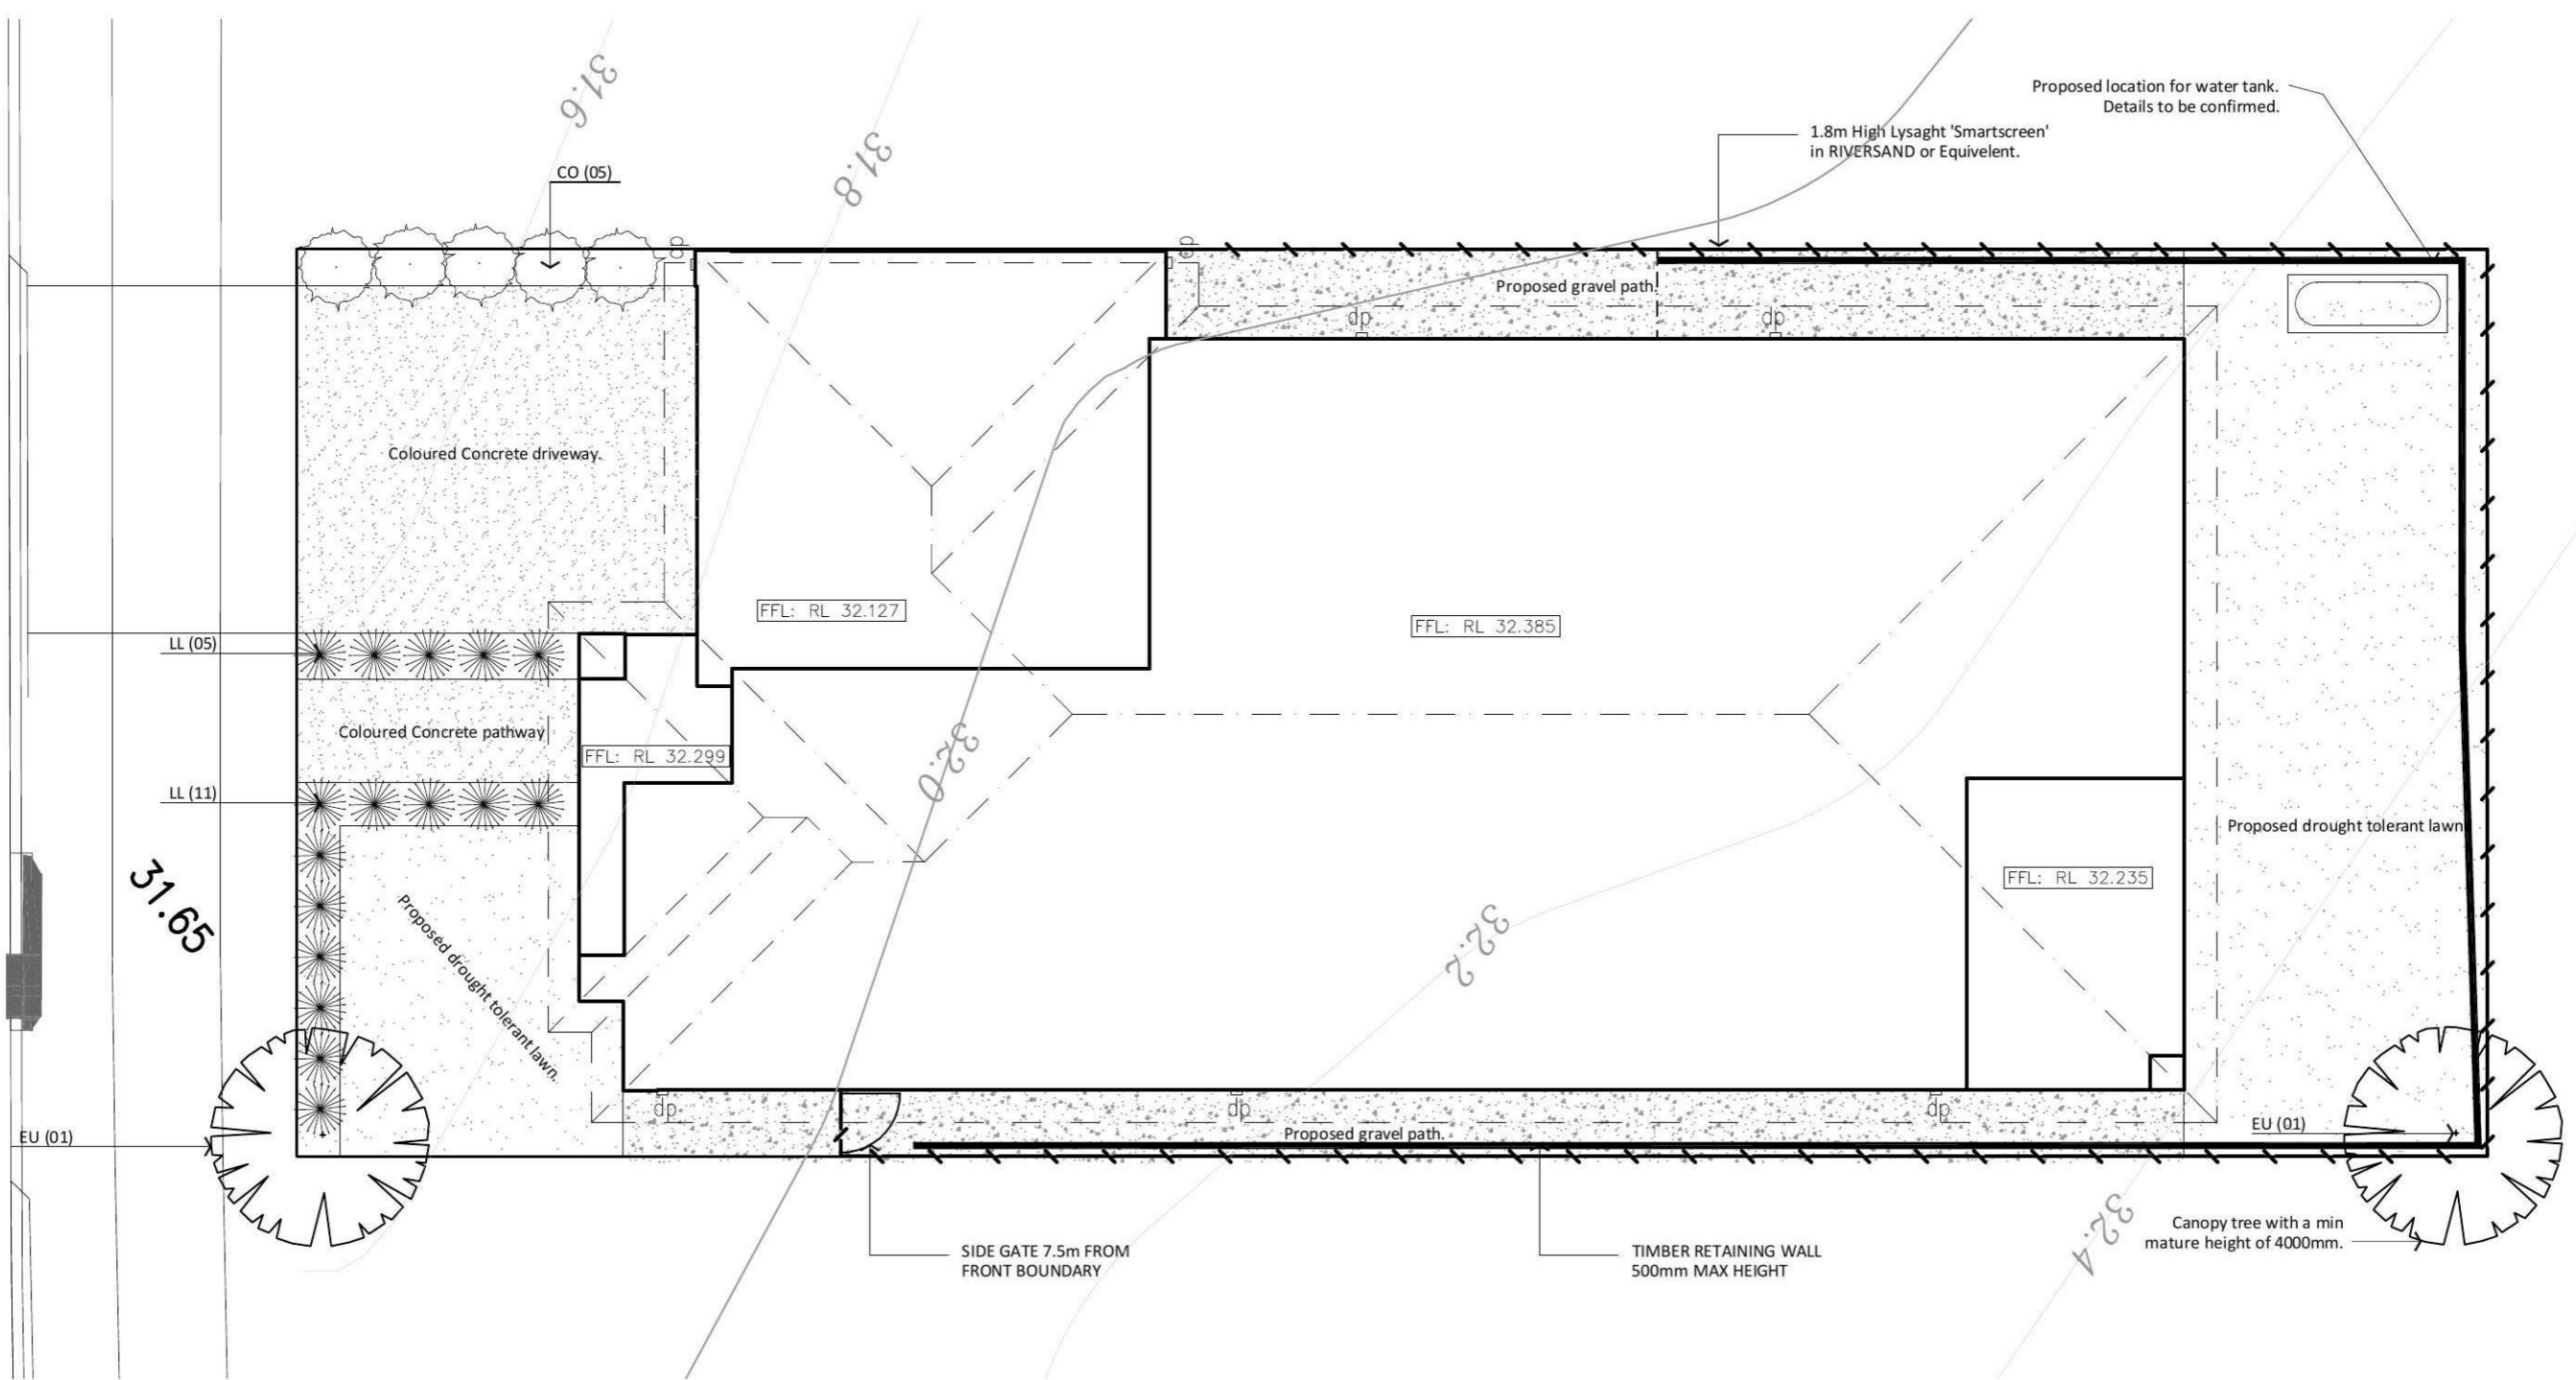 31.6
31.8
Proposed location for water tank.
Details to be confirmed.
1.8m High Lysaght 'Smartscreen'
in RIVERSAND or Equivelent.
CO (05)
dp
dp
Proposed gravel path.
dp
dp
Coloured Concrete driveway.
FFL: RL 32.127
FFL: RL 32.385
LL (05)
Coloured Concrete pathway
FFL: RL 32.299
32.0
LL (11)
Proposed drought tolerant lawn
FFL: RL 32.235
31.65
Proposed drought tolerant lawn.
32.2
dp
dp
dp
Proposed gravel path.
EU (01)
EU (01)
32.4
Canopy tree with a min
mature height of 4000mm.
SIDE GATE 7.5m FROM
FRONT BOUNDARY
TIMBER RETAINING WALL
500mm MAX HEIGHT